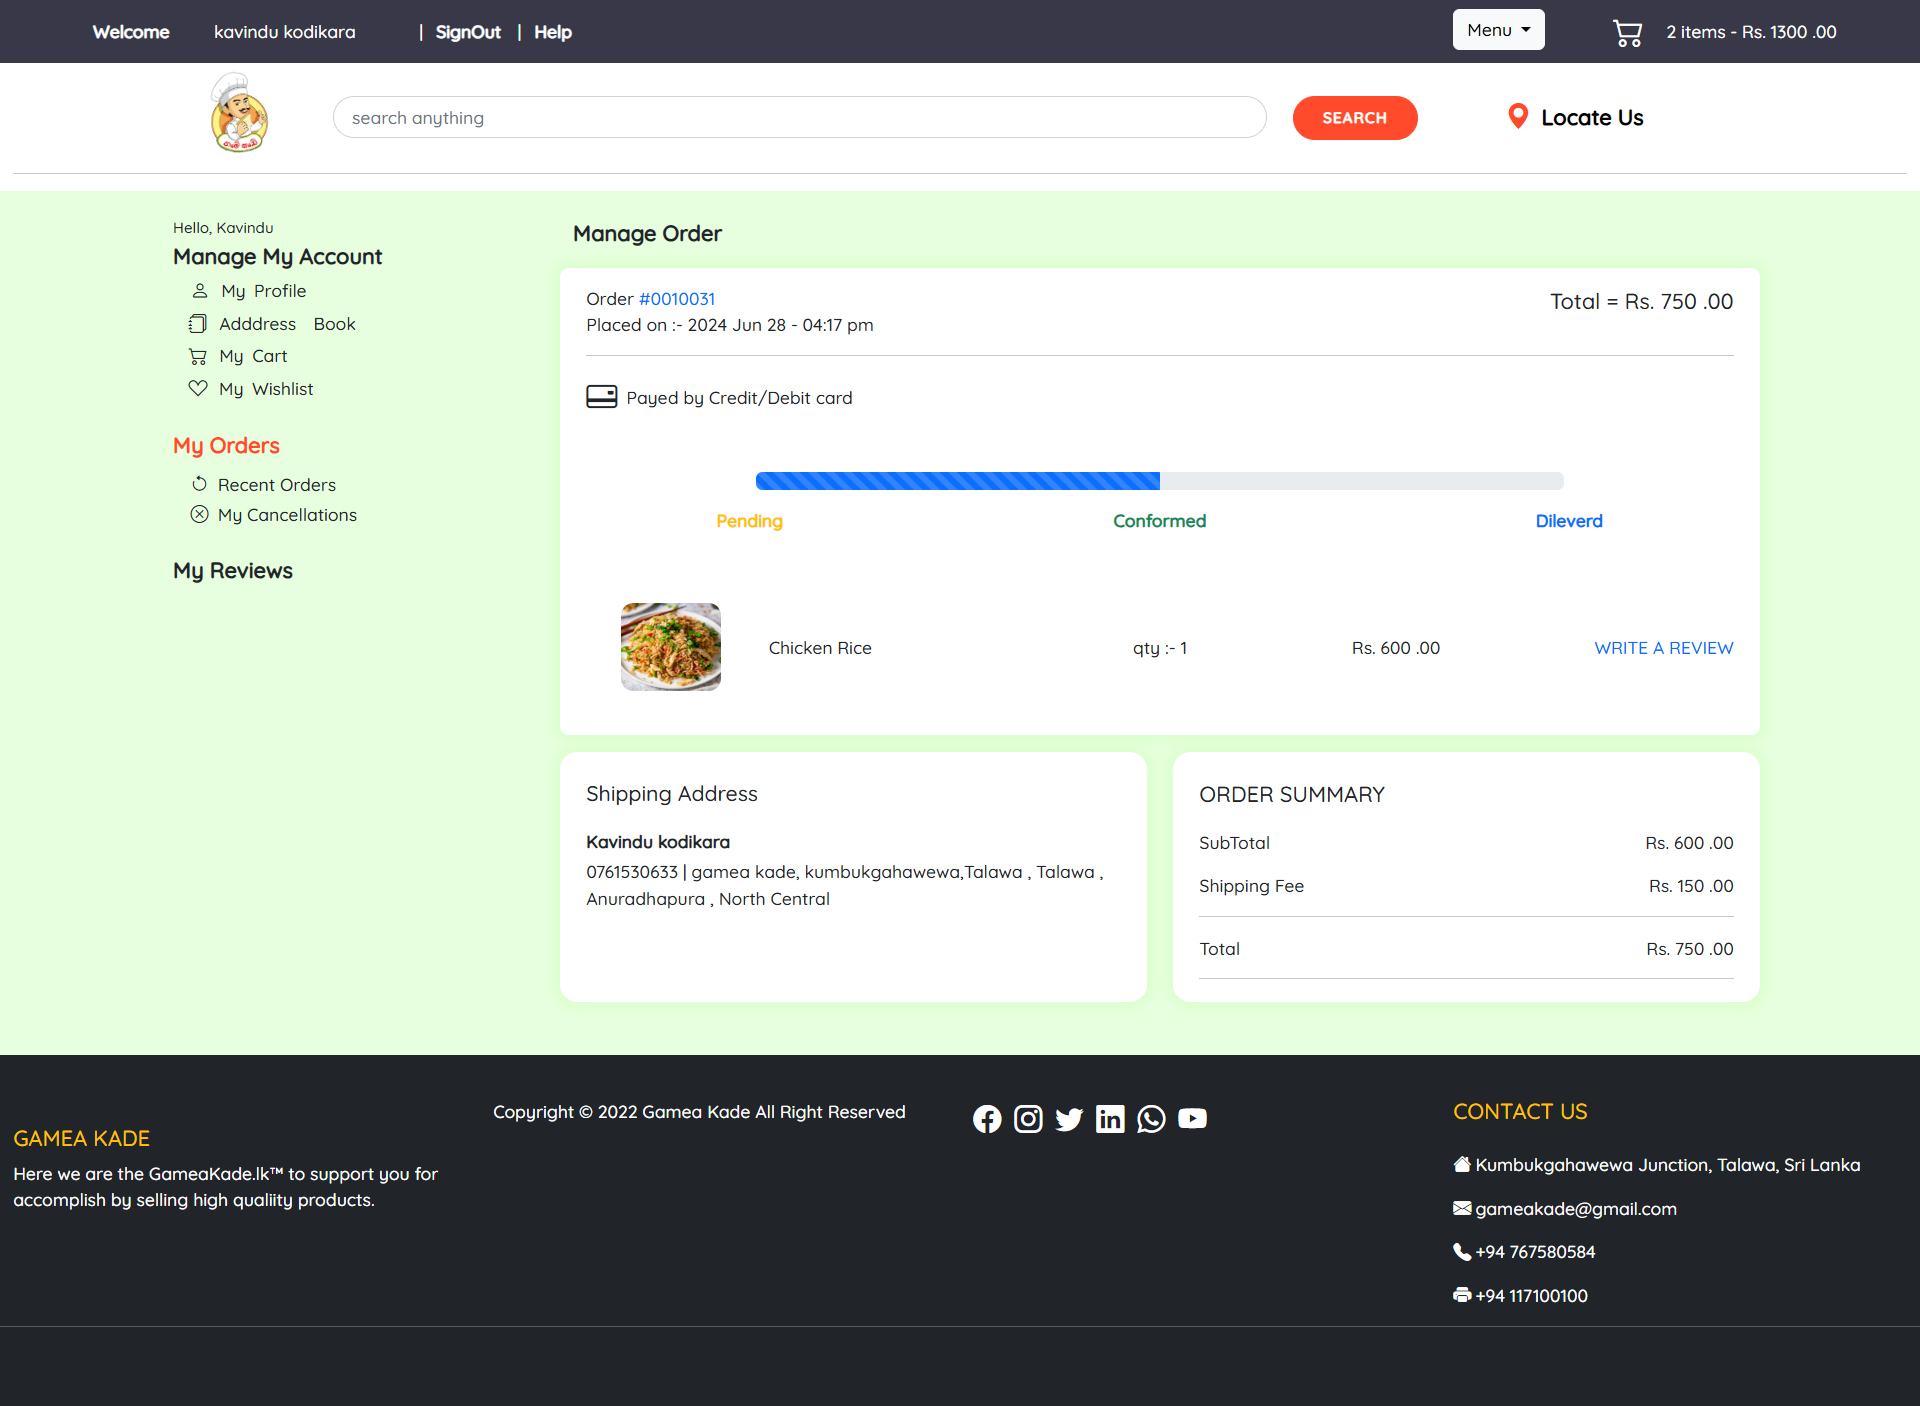 Welcome kavindu kodikara | SignOut | Help Menu 2 items - Rs. 1300 .00
search anything SEARCH Locate Us
Hello, Kavindu
Manage My Account
My Profile
Adddress Book
My Cart
My Wishlist
My Orders
Recent Orders
My Cancellations
My Reviews
Manage Order
Order #0010031 Total = Rs. 750 .00
Placed on :- 2024 Jun 28 - 04:17 pm
Payed by Credit/Debit card
Pending Conformed Dileverd
Chicken Rice qty :- 1 Rs. 600 .00 WRITE A REVIEW
Shipping Address
Kavindu kodikara
0761530633 | gamea kade, kumbukgahawewa,Talawa , Talawa ,
Anuradhapura , North Central
ORDER SUMMARY
SubTotal Rs. 600 .00
Shipping Fee Rs. 150 .00
Total Rs. 750 .00
GAMEA KADE
Here we are the GameaKade.lk™ to support you for
accomplish by selling high qualiity products.
Copyright © 2022 Gamea Kade All Right Reserved
CONTACT US
Kumbukgahawewa Junction, Talawa, Sri Lanka
gameakade@gmail.com
+94 767580584
+94 117100100